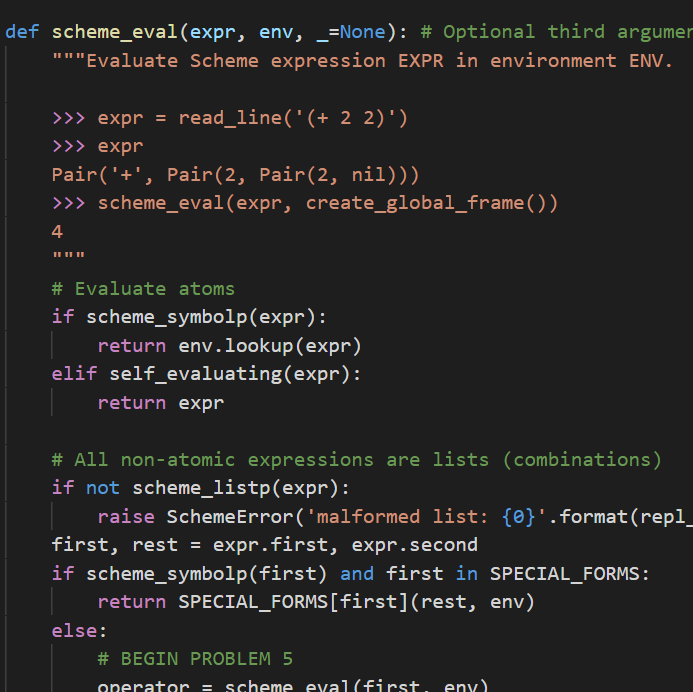 def scheme_eval(expr, env, _=None): # Optional third
    """Evaluate Scheme expression EXPR in environment ENV.
    >>> expr = read_line('(+ 2 2)')
    >>> expr
    Pair('+', Pair(2, Pair(2, nil)))
    >>> scheme_eval(expr, create_global_frame())
    4
    """
    # Evaluate atoms
    if scheme_symbolp(expr):
        return env.lookup(expr)
    elif self_evaluating(expr):
        return expr
    # All non-atomic expressions are lists (combinations)
    if not scheme_listp(expr):
        raise SchemeError('malformed list: {0}'.format(repl_
    first, rest = expr.first, expr.second
    if scheme_symbolp(first) and first in SPECIAL_FORMS:
        return SPECIAL_FORMS[first](rest, env)
    else:
        # BEGIN PROBLEM 5
        operator = scheme_eval(first, env)